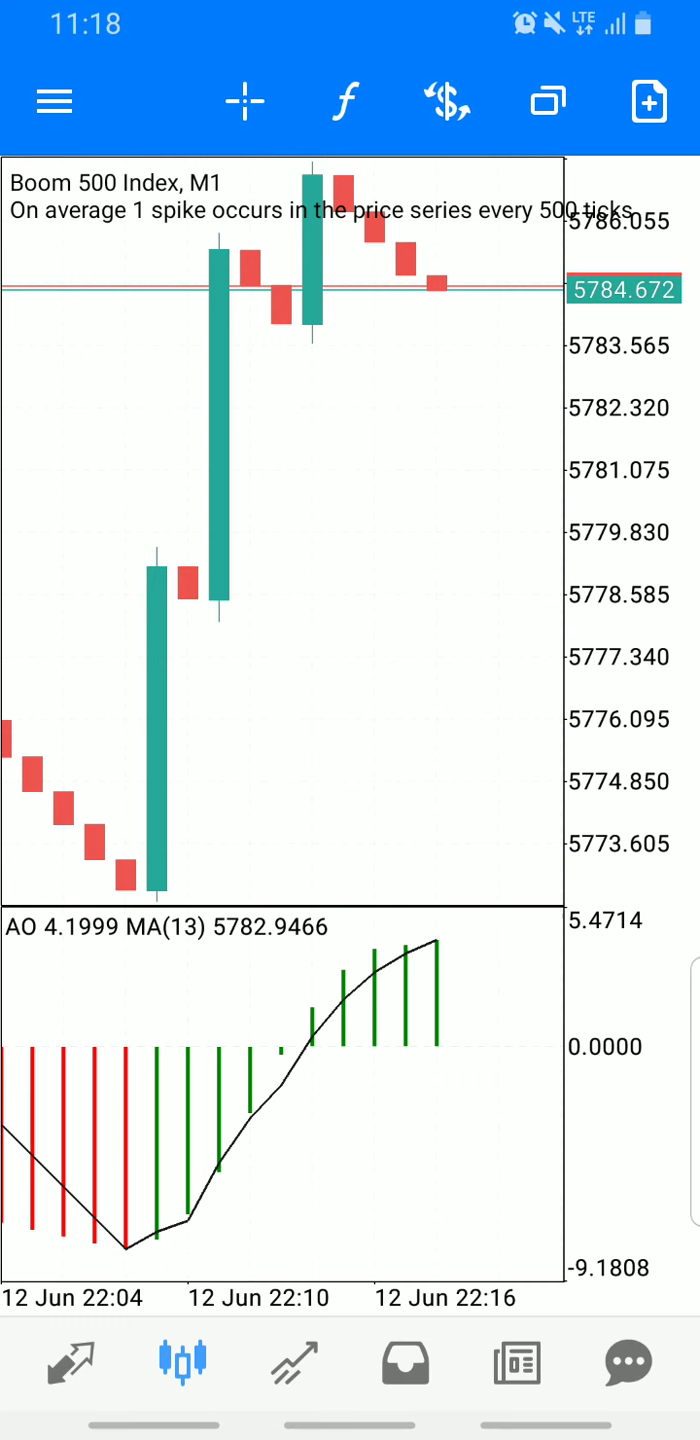 11:18
LTE
Boom 500 Index, M1
On average 1 spike occurs in the price series every 500 ticks
5786.055
5784.672
5783.565
5782.320
5781.075
5779.830
5778.585
5777.340
5776.095
5774.850
5773.605
AO 4.1999 MA(13) 5782.9466
5.4714
0.0000
-9.1808
12 Jun 22:04
12 Jun 22:10
12 Jun 22:16